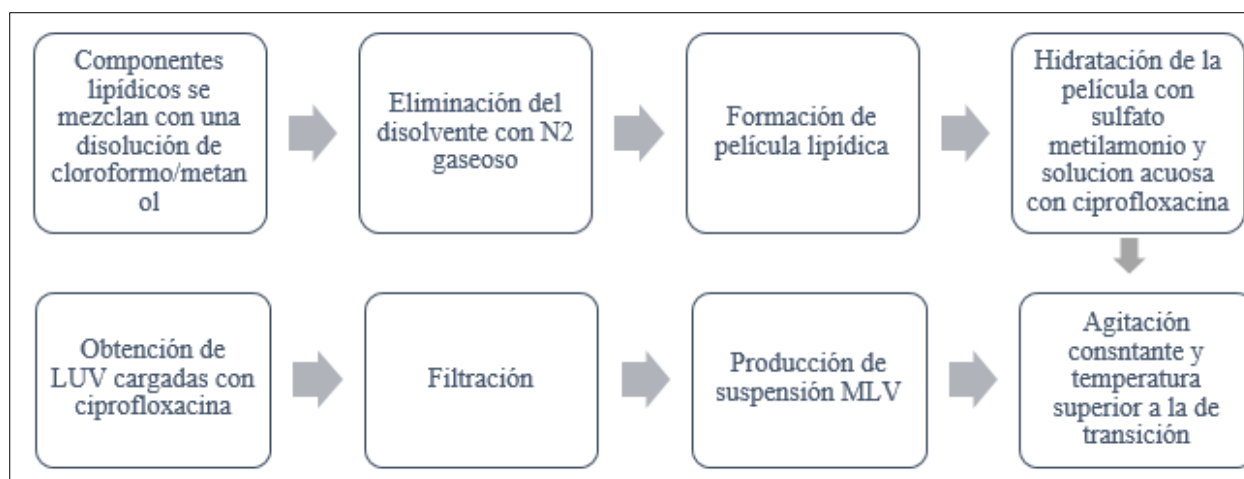 Componentes
lipídicos se
mezclan con una
disolución de
cloroformo/metan
ol
Eliminación del
disolvente con N2
gaseoso
Formación de
película lipídica
Hidratación de la
película con
sulfato
metilamonio y
solucion acuosa
con ciprofloxacina
Obtención de
LUV cargadas con
ciprofloxacina
Filtración
Producción de
suspensión MLV
Agitación
consntante y
temperatura
superior a la de
transición